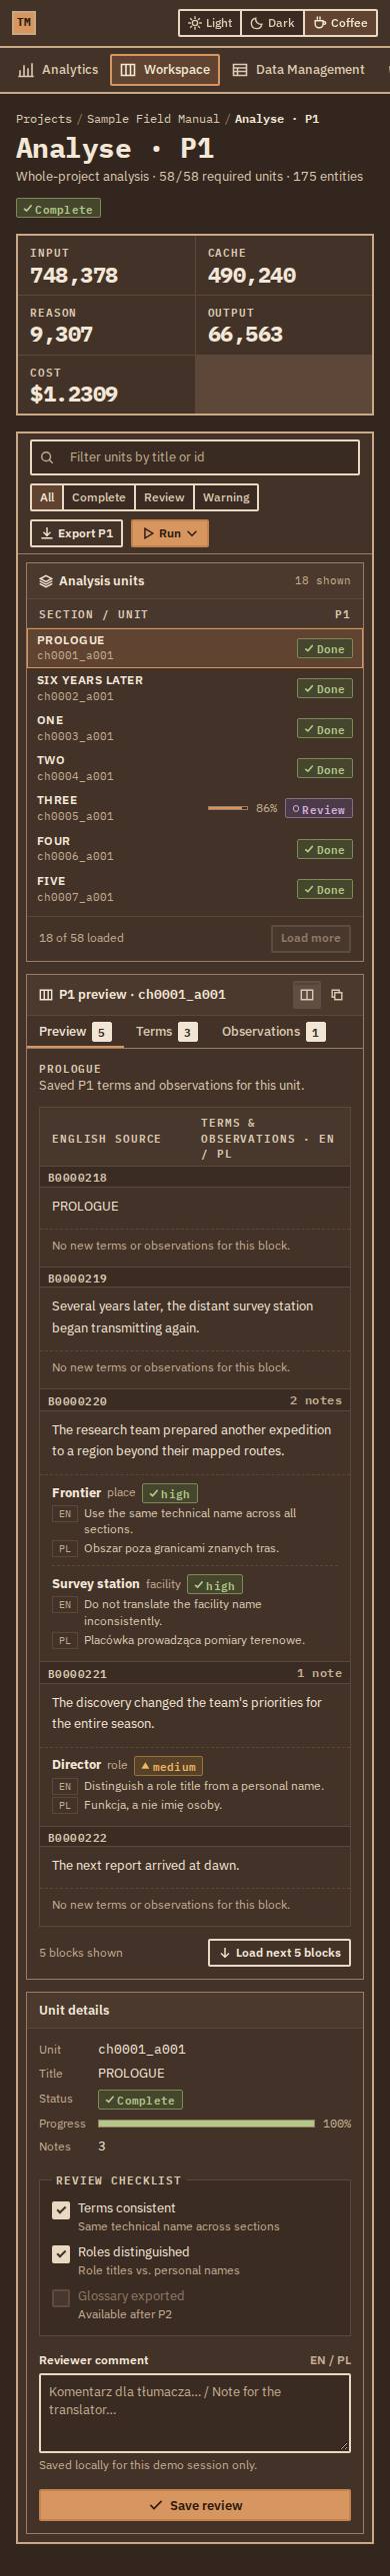 TM
Light
Dark
Coffee
Analytics
Workspace
Data Management
Projects / Sample Field Manual / Analyse · P1
Analyse · P1
Whole-project analysis · 58/58 required units · 175 entities
Complete
INPUT
748,378
CACHE
490,240
REASON
9,307
OUTPUT
66,563
COST
$1.2309
Filter units by title or id
All
Complete
Review
Warning
Export P1
Run
Analysis units
18 shown
SECTION / UNIT
P1
PROLOGUE
ch0001_a001
Done
SIX YEARS LATER
ch0002_a001
Done
ONE
ch0003_a001
Done
TWO
ch0004_a001
Done
THREE
ch0005_a001
86%
Review
FOUR
ch0006_a001
Done
FIVE
ch0007_a001
Done
18 of 58 loaded
Load more
P1 preview · ch0001_a001
Preview 5
Terms 3
Observations 1
PROLOGUE
Saved P1 terms and observations for this unit.
ENGLISH SOURCE
TERMS &
OBSERVATIONS · EN
/ PL
B0000218
PROLOGUE
No new terms or observations for this block.
B0000219
Several years later, the distant survey station
began transmitting again.
No new terms or observations for this block.
B0000220
2 notes
The research team prepared another expedition
to a region beyond their mapped routes.
Frontier place high
EN Use the same technical name across all
sections.
PL Obszar poza granicami znanych tras.
Survey station facility high
EN Do not translate the facility name
inconsistently.
PL Placówka prowadząca pomiary terenowe.
B0000221
1 note
The discovery changed the team's priorities for
the entire season.
Director role medium
EN Distinguish a role title from a personal name.
PL Funkcja, a nie imię osoby.
B0000222
The next report arrived at dawn.
No new terms or observations for this block.
5 blocks shown
Load next 5 blocks
Unit details
Unit ch0001_a001
Title PROLOGUE
Status Complete
Progress 100%
Notes 3
REVIEW CHECKLIST
Terms consistent
Same technical name across sections
Roles distinguished
Role titles vs. personal names
Glossary exported
Available after P2
Reviewer comment
EN / PL
Komentarz dla tłumacza... / Note for the
translator...
Saved locally for this demo session only.
Save review